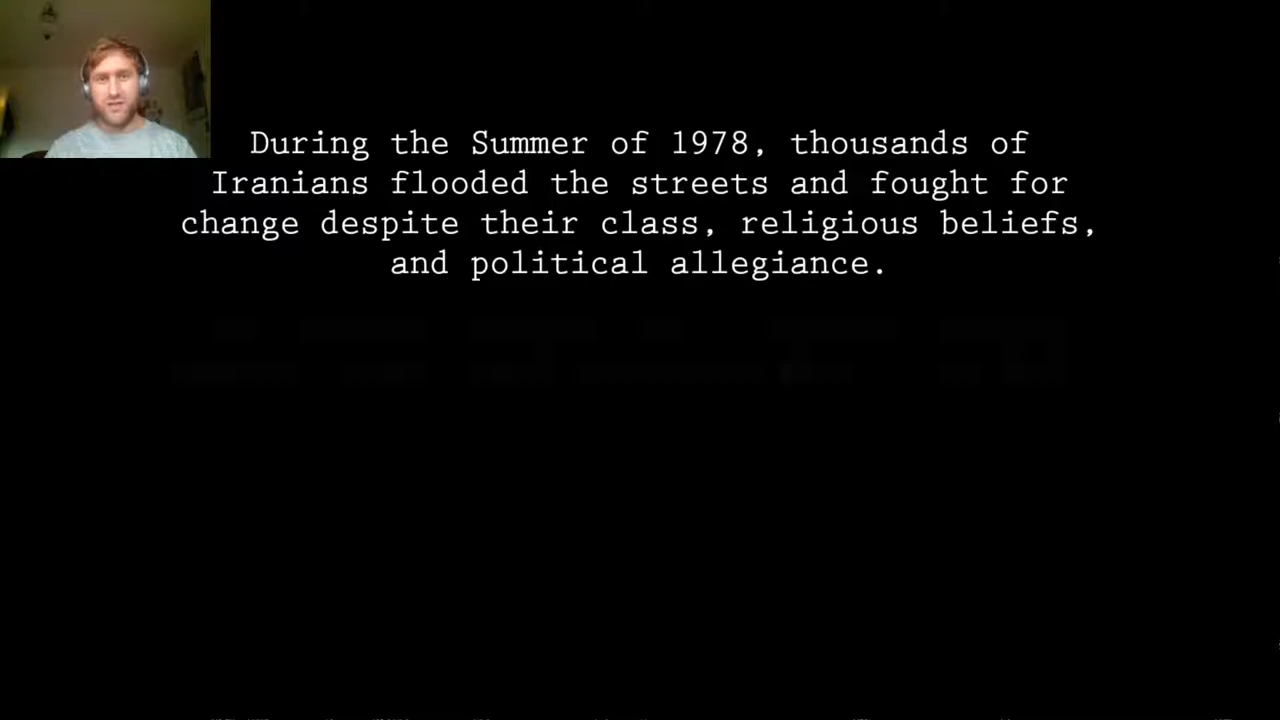 During the Summer of 1978, thousands of
Iranians flooded the streets and fought for
change despite their class, religious beliefs,
and political allegiance.